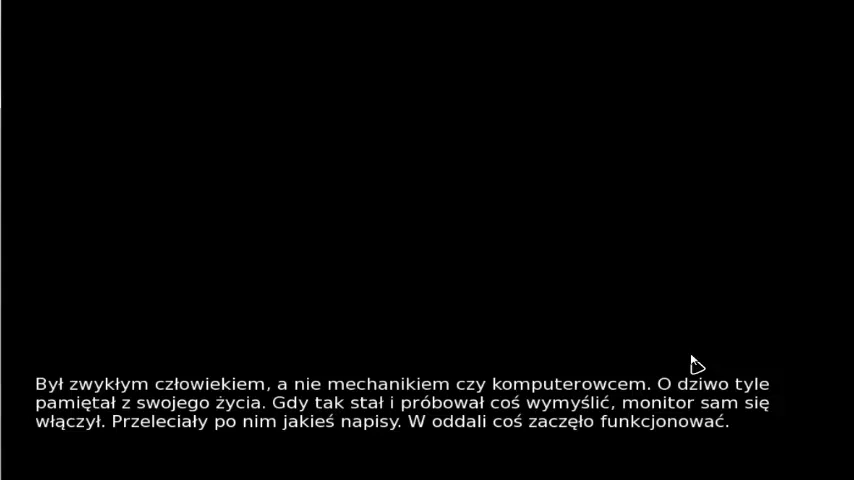 Był zwykłym człowiekiem, a nie mechanikiem czy komputerowcem. O dziwo tyle
pamiętał z swojego życia. Gdy tak stał i próbował coś wymyślić, monitor sam się
włączył. Przeleciały po nim jakieś napisy. W oddali coś zaczęło funkcjonować.